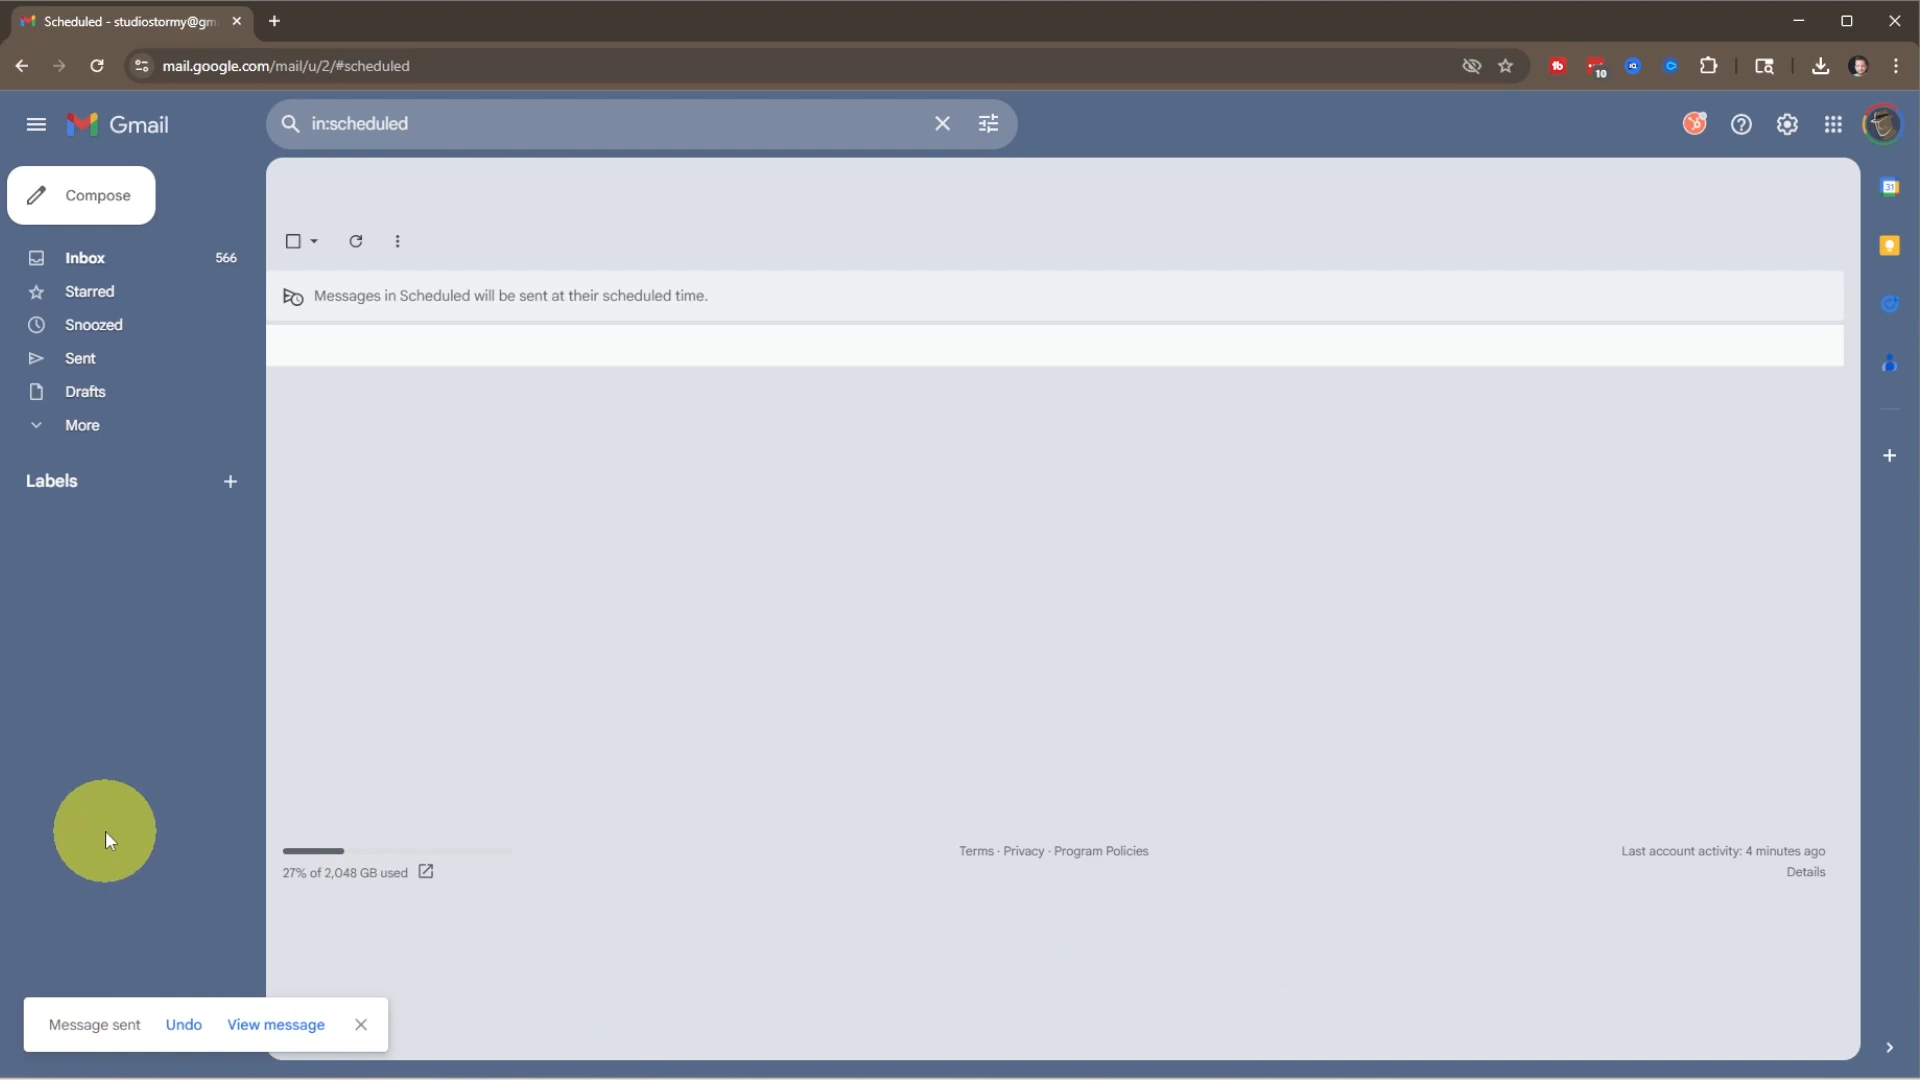 Scheduled - studiostormy@gm
mail.google.com/mail/u/2/#scheduled
10
Gmail
in:scheduled
Compose
Inbox 566
Starred
Snoozed
Sent
Drafts
More
Labels
Messages in Scheduled will be sent at their scheduled time.
31
27% of 2,048 GB used
Terms · Privacy · Program Policies
Last account activity: 4 minutes ago
Details
Message sent Undo View message